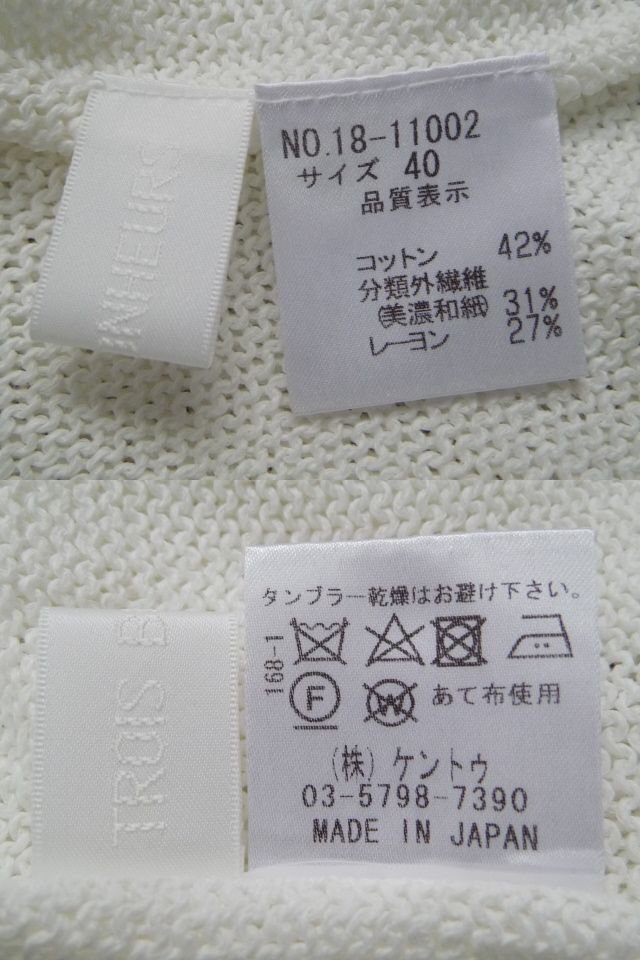 NHEURS
NO.18-11002
サイズ 40
品質表示
コットン 42%
分類外繊維
(美濃和紙) 31%
レーヨン 27%
TROIS B
タンブラー乾燥はお避け下さい。
168-1
F
W
あて布使用
(株) ケントゥ
03-5798-7390
MADE IN JAPAN